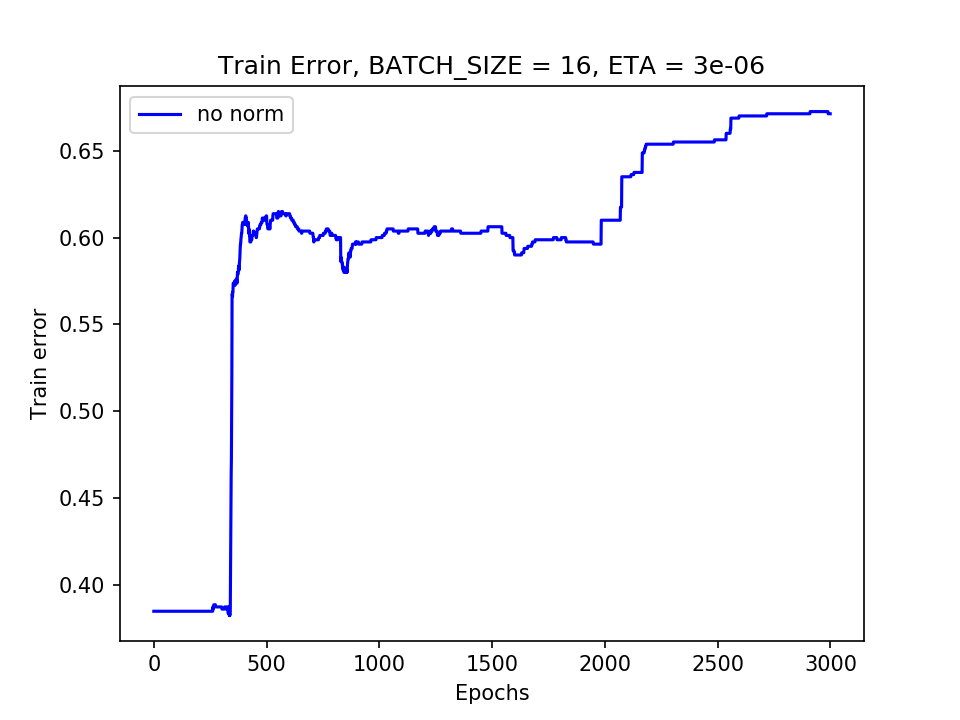 Train Error, BATCH_SIZE = 16, ETA = 3e-06
no norm
0.65
0.60
0.55
0.50
0.45
0.40
Train error
0 500 1000 1500 2000 2500 3000
Epochs